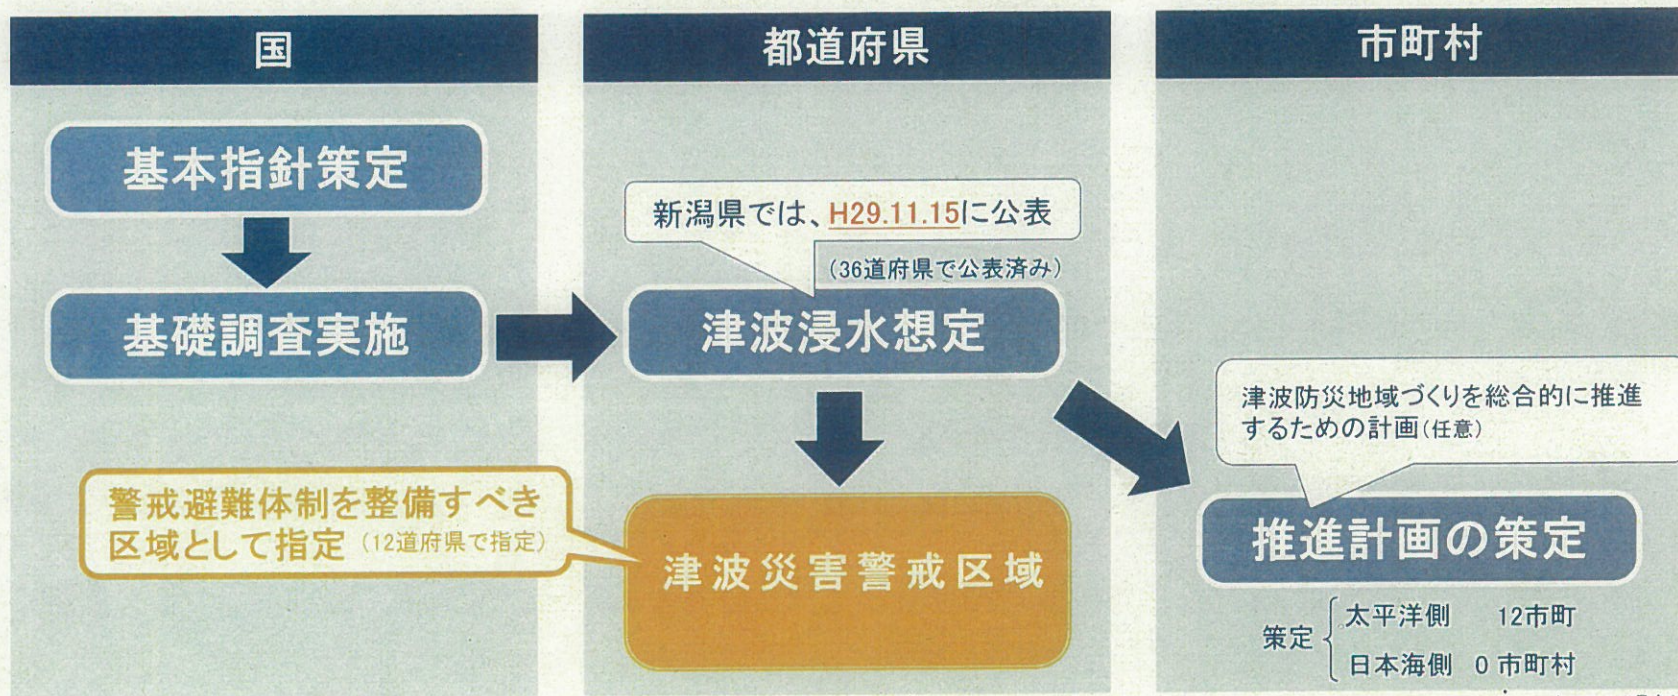 国
基本指針策定
基礎調査実施
警戒避難体制を整備すべき
区域として指定（12道府県で指定）
都道府県
新潟県では、H29.11.15に公表
（36道府県で公表済み）
津波浸水想定
津波災害警戒区域
市町村
津波防災地域づくりを総合的に推進
するための計画（任意）
推進計画の策定
策定
太平洋側 12市町
日本海側 0市町村